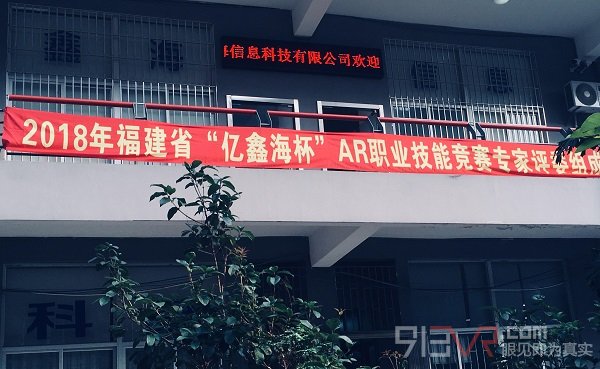 信息科技有限公司欢迎
2018年福建省“亿鑫海杯”AR职业技能竞赛专家评委组成
科
913VR.com
眼见即为真实